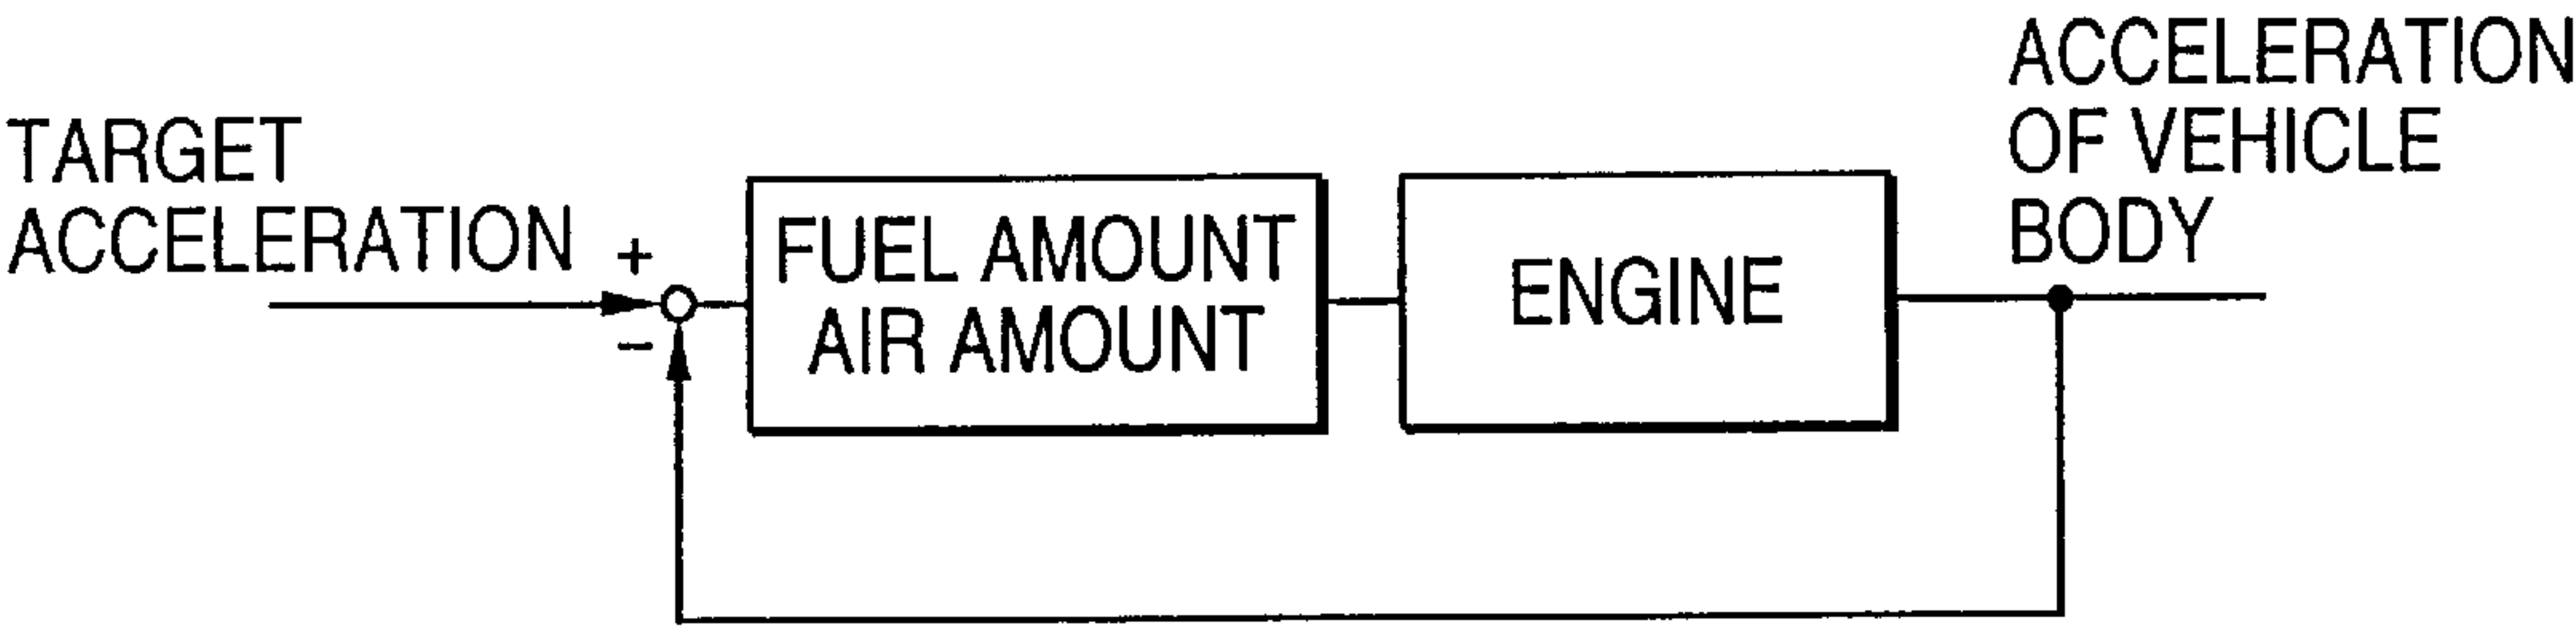 TARGET
ACCELERATION
+
−
FUEL AMOUNT
AIR AMOUNT
ENGINE
ACCELERATION
OF VEHICLE
BODY